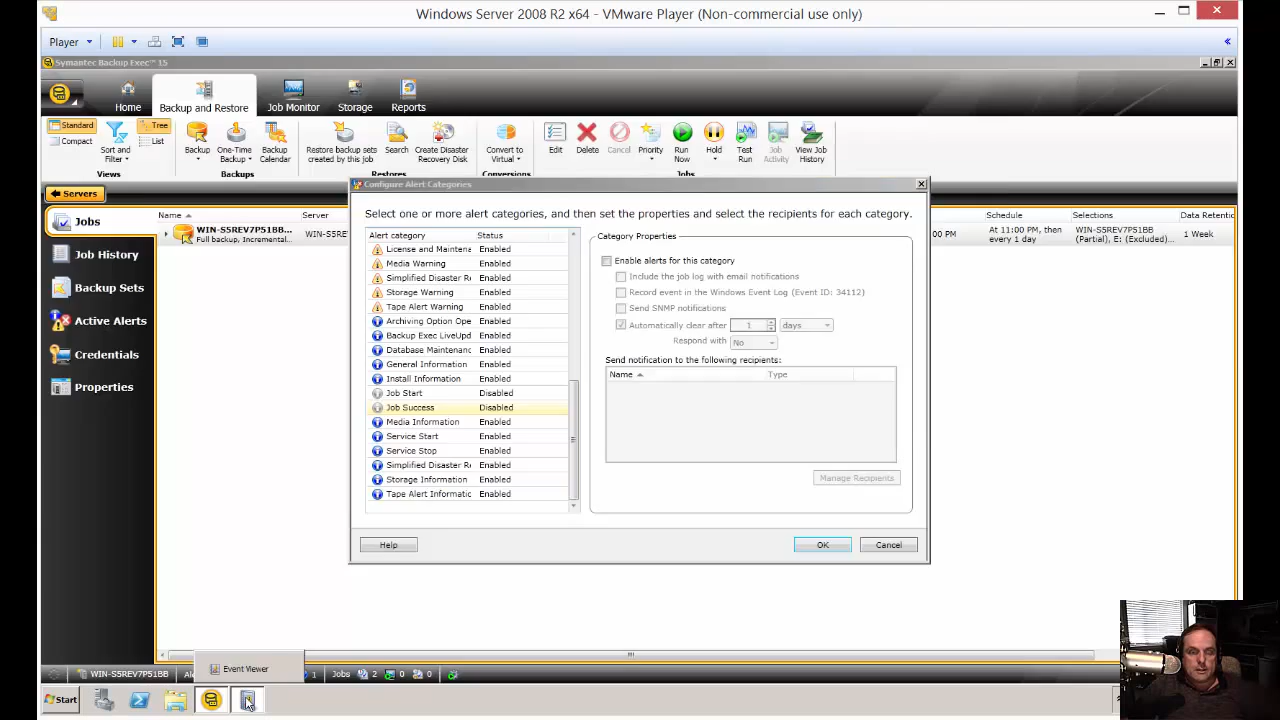 Windows Server 2008 R2 x64 - VMware Player (Non-commercial use only)
Player
Symantec Backup Exec™ 15
Home
Backup and Restore
Job Monitor
Storage
Reports
Standard
Compact
Sort and Filter
Tree
List
Views
Backup
One-Time Backup
Backup Calendar
Backups
Restore backup sets created by this job
Search
Create Disaster Recovery Disk
Restores
Convert to Virtual
Conversions
Edit
Delete
Cancel
Priority
Run Now
Hold
Test Run
Job Activity
View Job History
Jobs
Servers
Jobs
Job History
Backup Sets
Active Alerts
Credentials
Properties
Name
Server
Schedule
Selections
Data Retenti
WIN-S5REV7P51BB...
Full backup, Incremental...
WIN-S5REV
00 PM
At 11:00 PM, then every 1 day
(Partial), E: (Excluded)...
1 Week
Configure Alert Categories
Select one or more alert categories, and then set the properties and select the recipients for each category.
Alert category Status
License and Maintena Enabled
Media Warning Enabled
Simplified Disaster R Enabled
Storage Warning Enabled
Tape Alert Warning Enabled
Archiving Option Ope Enabled
Backup Exec LiveUpd Enabled
Database Maintenanc Enabled
General Information Enabled
Install Information Enabled
Job Start Disabled
Job Success Disabled
Media Information Enabled
Service Start Enabled
Service Stop Enabled
Simplified Disaster R Enabled
Storage Information Enabled
Tape Alert Informatic Enabled
Category Properties
Enable alerts for this category
Include the job log with email notifications
Record event in the Windows Event Log (Event ID: 34112)
Send SNMP notifications
Automatically clear after 1 days
Respond with No
Send notification to the following recipients:
Name Type
Manage Recipients
Help
OK
Cancel
Event Viewer
WIN-S5REV7P51BB
1
Jobs 2 0 0
Start